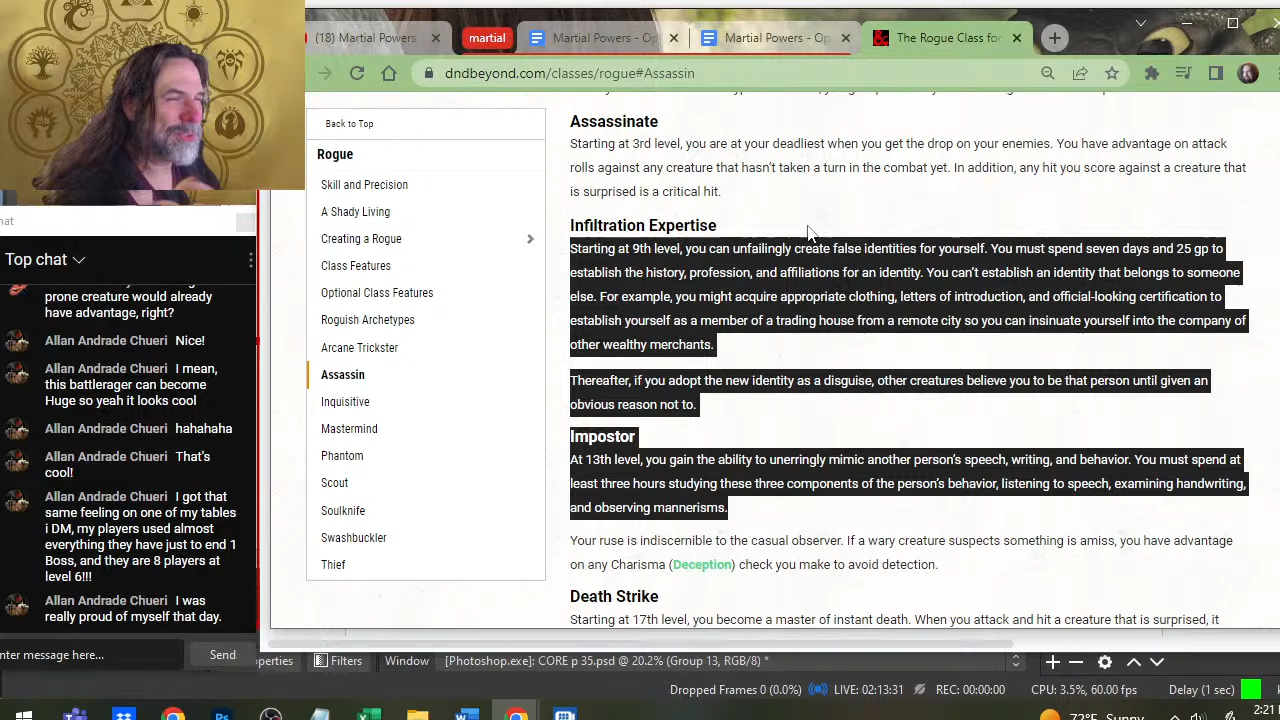 (18) Martial Powers
martial
Martial Powers - Op
Martial Powers - Op
The Rogue Class for
dndbeyond.com/classes/rogue#Assassin
Back to Top
Rogue
Skill and Precision
A Shady Living
Creating a Rogue
Class Features
Optional Class Features
Roguish Archetypes
Arcane Trickster
Assassin
Inquisitive
Mastermind
Phantom
Scout
Soulknife
Swashbuckler
Thief
Assassinate
Starting at 3rd level, you are at your deadliest when you get the drop on your enemies. You have advantage on attack
rolls against any creature that hasn't taken a turn in the combat yet. In addition, any hit you score against a creature that
is surprised is a critical hit.
Infiltration Expertise
Starting at 9th level, you can unfailingly create false identities for yourself. You must spend seven days and 25 gp to
establish the history, profession, and affiliations for an identity. You can't establish an identity that belongs to someone
else. For example, you might acquire appropriate clothing, letters of introduction, and official-looking certification to
establish yourself as a member of a trading house from a remote city so you can insinuate yourself into the company of
other wealthy merchants.
Thereafter, if you adopt the new identity as a disguise, other creatures believe you to be that person until given an
obvious reason not to.
Impostor
At 13th level, you gain the ability to unerringly mimic another person's speech, writing, and behavior. You must spend at
least three hours studying these three components of the person's behavior, listening to speech, examining handwriting,
and observing mannerisms.
Your ruse is indiscernible to the casual observer. If a wary creature suspects something is amiss, you have advantage
on any Charisma (Deception) check you make to avoid detection.
Death Strike
Starting at 17th level, you become a master of instant death. When you attack and hit a creature that is surprised, it
hat
Top chat
prone creature would already
have advantage, right?
Allan Andrade Chueri Nice!
Allan Andrade Chueri I mean,
this battlerager can become
Huge so yeah it looks cool
Allan Andrade Chueri hahahaha
Allan Andrade Chueri That's
cool!
Allan Andrade Chueri I got that
same feeling on one of my tables
i DM, my players used almost
everything they have just to end 1
Boss, and they are 8 players at
level 6!!!
Allan Andrade Chueri I was
really proud of myself that day.
nter message here...
Send
operties
Filters
Window
[Photoshop.exe]: CORE p 35.psd @ 20.2% (Group 13, RGB/8) *
Dropped Frames 0 (0.0%)
LIVE: 02:13:31
REC: 00:00:00
CPU: 3.5%, 60.00 fps
Delay (1 sec)
72°F Sunny
2:21